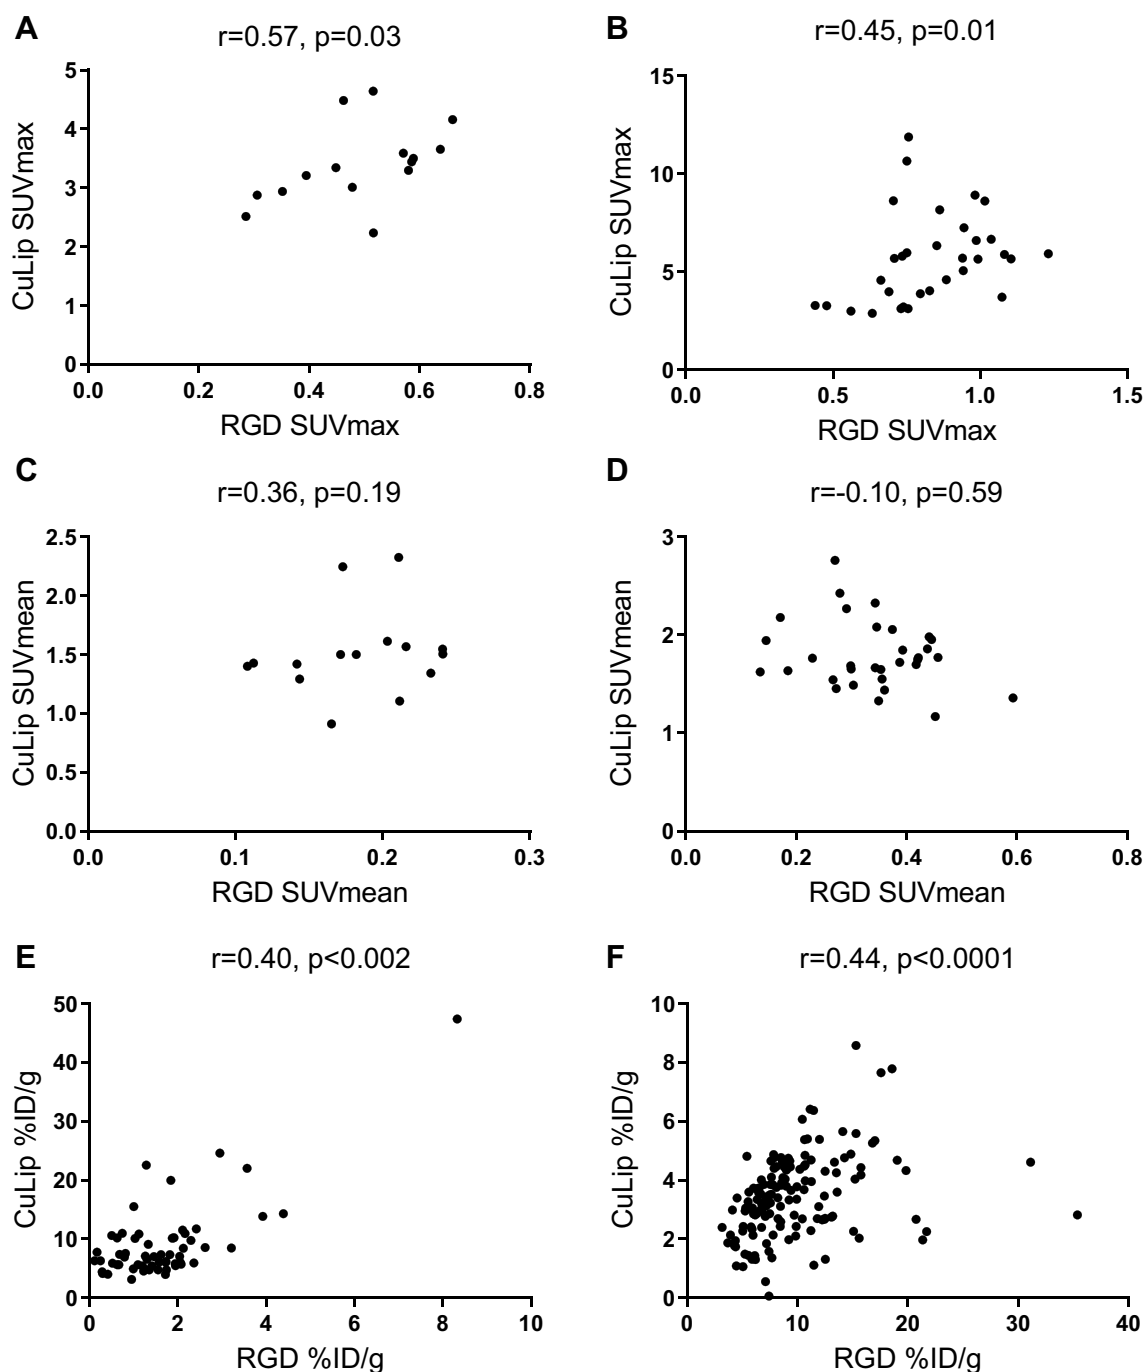 A
r=0.57, p=0.03
5
4
3
2
1
0
0.0 0.2 0.4 0.6 0.8
CuLip SUVmax
RGD SUVmax
B
r=0.45, p=0.01
15
10
5
0
0.0 0.5 1.0 1.5
CuLip SUVmax
RGD SUVmax
C
r=0.36, p=0.19
2.5
2.0
1.5
1.0
0.5
0.0
0.0 0.1 0.2 0.3
CuLip SUVmean
RGD SUVmean
D
r=-0.10, p=0.59
3
2
1
0
0.0 0.2 0.4 0.6 0.8
CuLip SUVmean
RGD SUVmean
E
r=0.40, p<0.002
50
40
30
20
10
0
0 2 4 6 8 10
CuLip %ID/g
RGD %ID/g
F
r=0.44, p<0.0001
10
8
6
4
2
0
0 10 20 30 40
CuLip %ID/g
RGD %ID/g